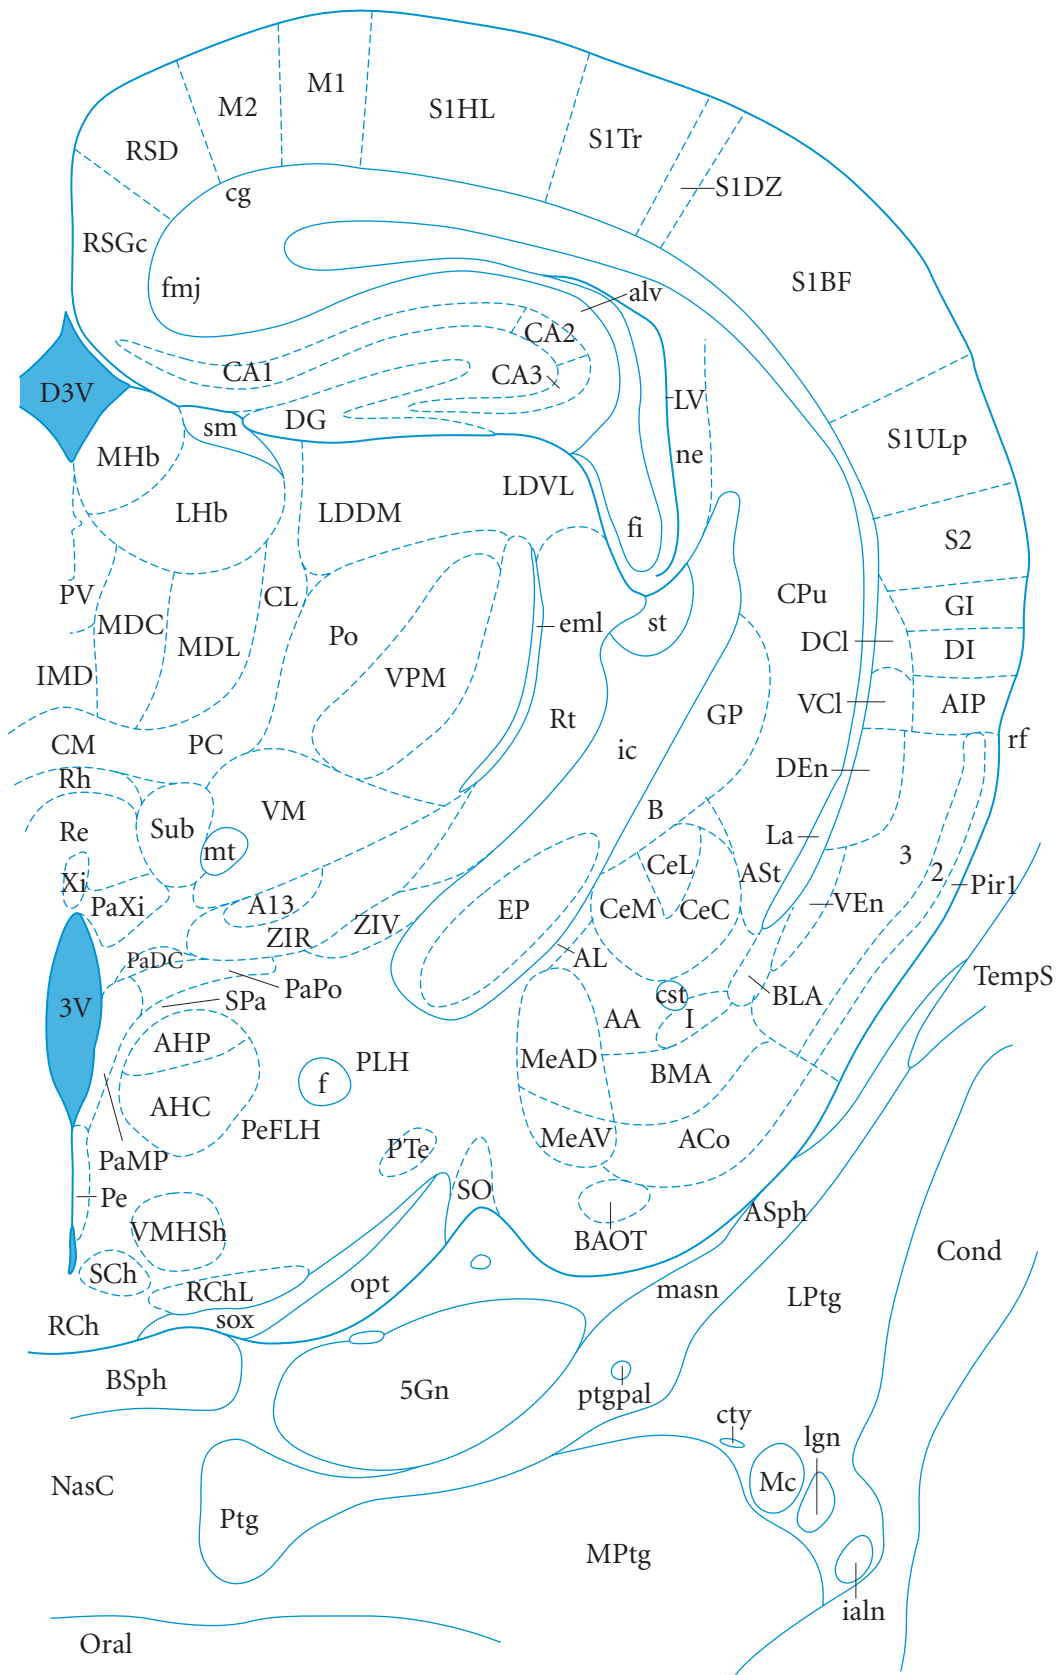 M1
M2
S1HL
S1Tr
RSD
S1DZ
cg
RSGc
fmj
S1BF
alv
CA2
CA1
CA3
D3V
LV
DG
sm
S1ULp
MHb
ne
LDVL
LHb
LDDM
fi
S2
PV
CL
CPu
GI
MDC
eml
st
Po
MDL
DCl
DI
IMD
VPM
VCl
AIP
GP
Rt
CM
PC
ic
rf
Rh
DEn
VM
B
Re
Sub
La
mt
3
CeL
2
Xi
ASt
Pir1
PaXi
A13
EP
CeM
CeC
VEn
ZIV
ZIR
PaDC
AL
TempS
PaPo
3V
SPa
cst
BLA
I
AA
AHP
MeAD
PLH
BMA
f
AHC
PeFLH
MeAV
ACo
PTe
PaMP
SO
Pe
ASph
VMHSh
BAOT
Cond
SCh
opt
RChL
masn
LPtg
RCh
sox
BSph
5Gn
ptgpal
cty
lgn
NasC
Mc
Ptg
MPtg
ialn
Oral